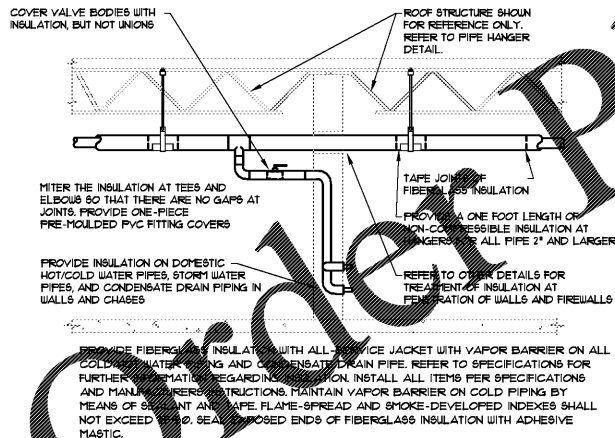 COVER VALVE BODIES WITH
INSULATION, BUT NOT UNIONS
ROOF STRUCTURE SHOWN
FOR REFERENCE ONLY.
REFER TO PIPE HANGER
DETAIL.
MITER THE INSULATION AT TEES AND
ELBOWS SO THAT THERE ARE NO GAPS AT
JOINTS. PROVIDE ONE-PIECE
PRE-MOULDED PVC FITTING COVERS
TAPE JOINTS OF
FIBERGLASS INSULATION
PROVIDE A ONE FOOT LENGTH OF
NON-COMPRESSIBLE INSULATION AT
HANGERS FOR ALL PIPE 2" AND LARGER
PROVIDE INSULATION ON DOMESTIC
HOT/COLD WATER PIPES, STORM WATER
PIPES, AND CONDENSATE DRAIN PIPING IN
WALLS AND CHASES
REFER TO OTHER DETAILS FOR
TREATMENT OF INSULATION AT
PENETRATION OF WALLS AND FIREWALLS
PROVIDE FIBERGLASS INSULATION WITH ALL-SERVICE JACKET WITH VAPOR BARRIER ON ALL
WATER PIPING AND CONDENSATE DRAIN PIPE. REFER TO SPECIFICATIONS FOR
FURTHER INFORMATION REGARDING INSULATION. INSTALL ALL ITEMS PER SPECIFICATIONS
AND MANUFACTURERS INSTRUCTIONS. MAINTAIN VAPOR BARRIER ON COLD PIPING BY
MEANS OF SEALANT AND TAPE. FLAME-SPREAD AND SMOKE-DEVELOPED INDEXES SHALL
NOT EXCEED SEAL EXPOSED ENDS OF FIBERGLASS INSULATION WITH ADHESIVE
MASTIC.
Order P